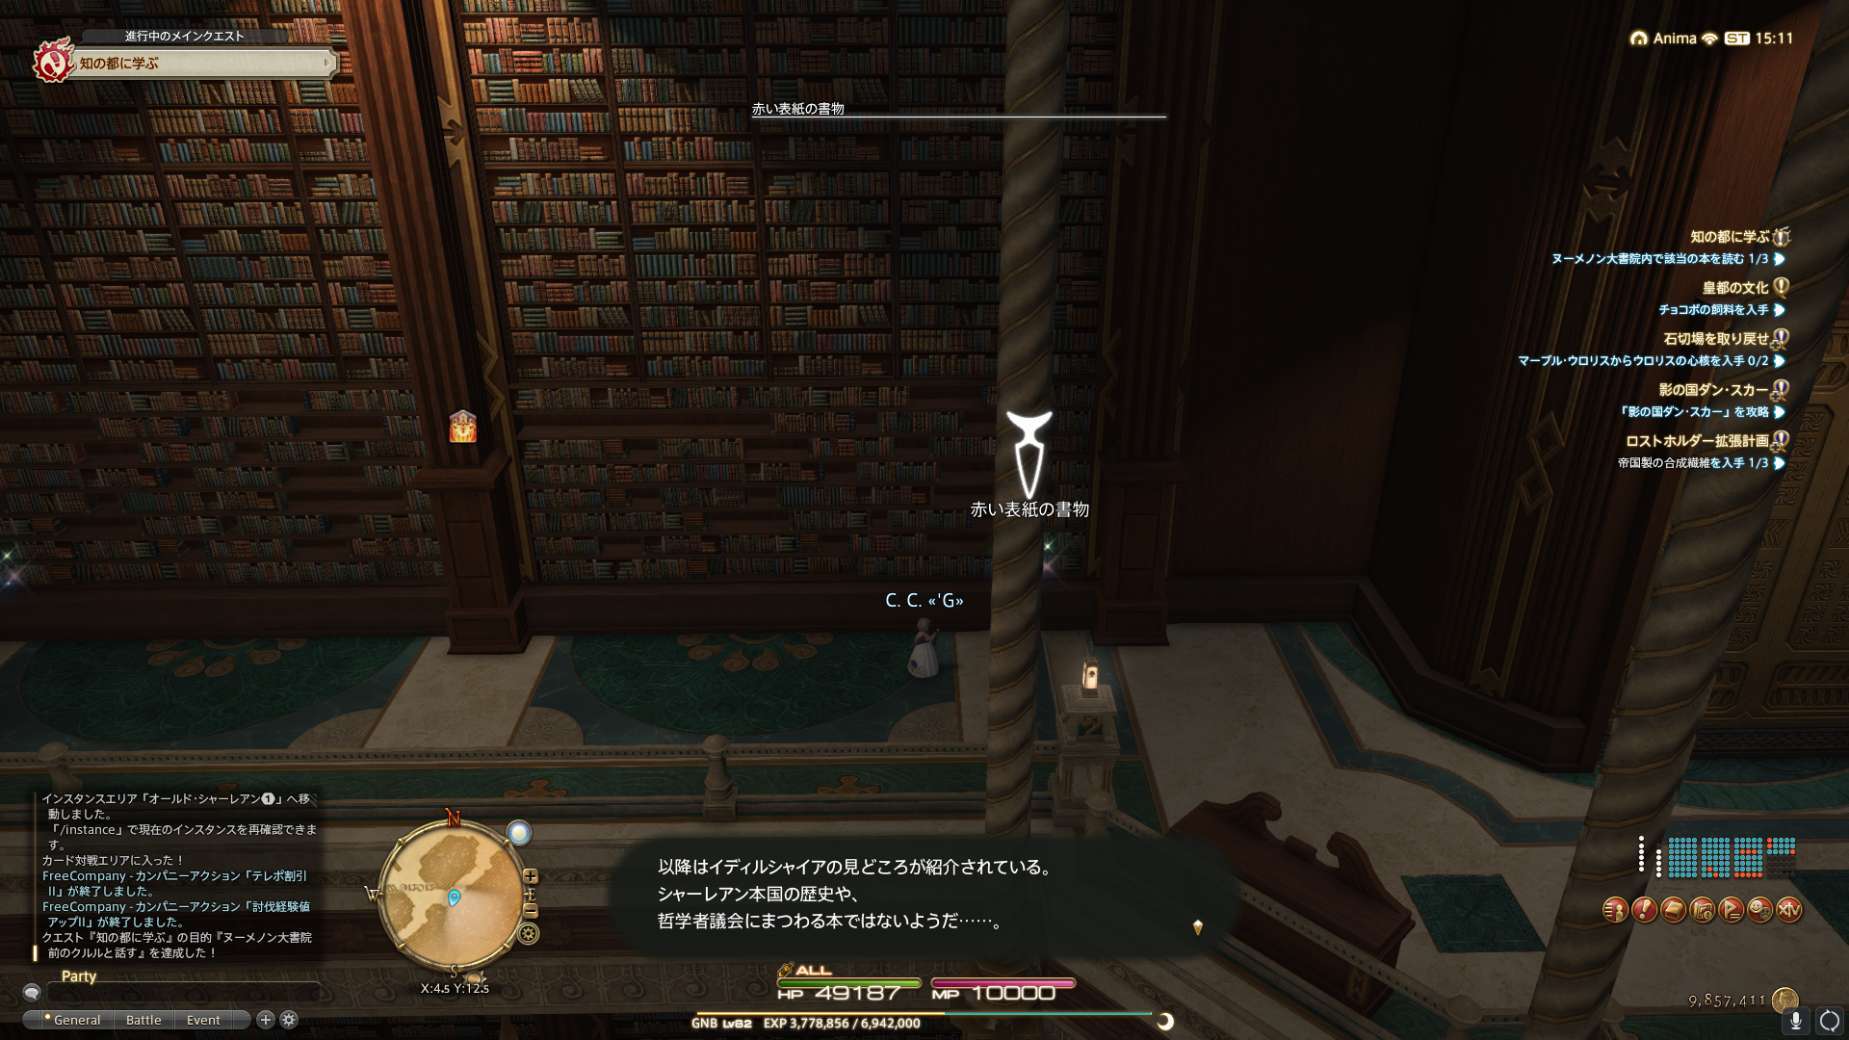 進行中のメインクエスト
知の都に学ぶ
赤い表紙の書物
Anima ST 15:11
知の都に学ぶ
ヌーメノン大書院内で該当の本を読む 1/3
皇都の文化
チョコボの飼料を入手
石切場を取り戻せ
マーブル・ウロリスからウロリスの心核を入手 0/2
影の国ダン・スカー
「影の国ダン・スカー」を攻略
ロストホルダー拡張計画
帝国製の合成繊維を入手 1/3
赤い表紙の書物
C. C. «'G»
インスタンスエリア「オールド・シャーレアン1」へ移
動しました。
「/instance」で現在のインスタンスを再確認できま
す。
カード対戦エリアに入った！
FreeCompany - カンパニーアクション「テレポ割引
II」が終了しました。
FreeCompany - カンパニーアクション「討伐経験値
アップII」が終了しました。
クエスト『知の都に学ぶ』の目的『ヌーメノン大書院
前のクルルと話す』を達成した！
Party
General Battle Event
N
W
S
X:4.5 Y:12.5
以降はイディルシャイアの見どころが紹介されている。
シャーレアン本国の歴史や、
哲学者議会にまつわる本ではないようだ……。
ALL
HP 49187 MP 10000
GNB Lv82 EXP 3,778,856 / 6,942,000
XIV
9,857,411